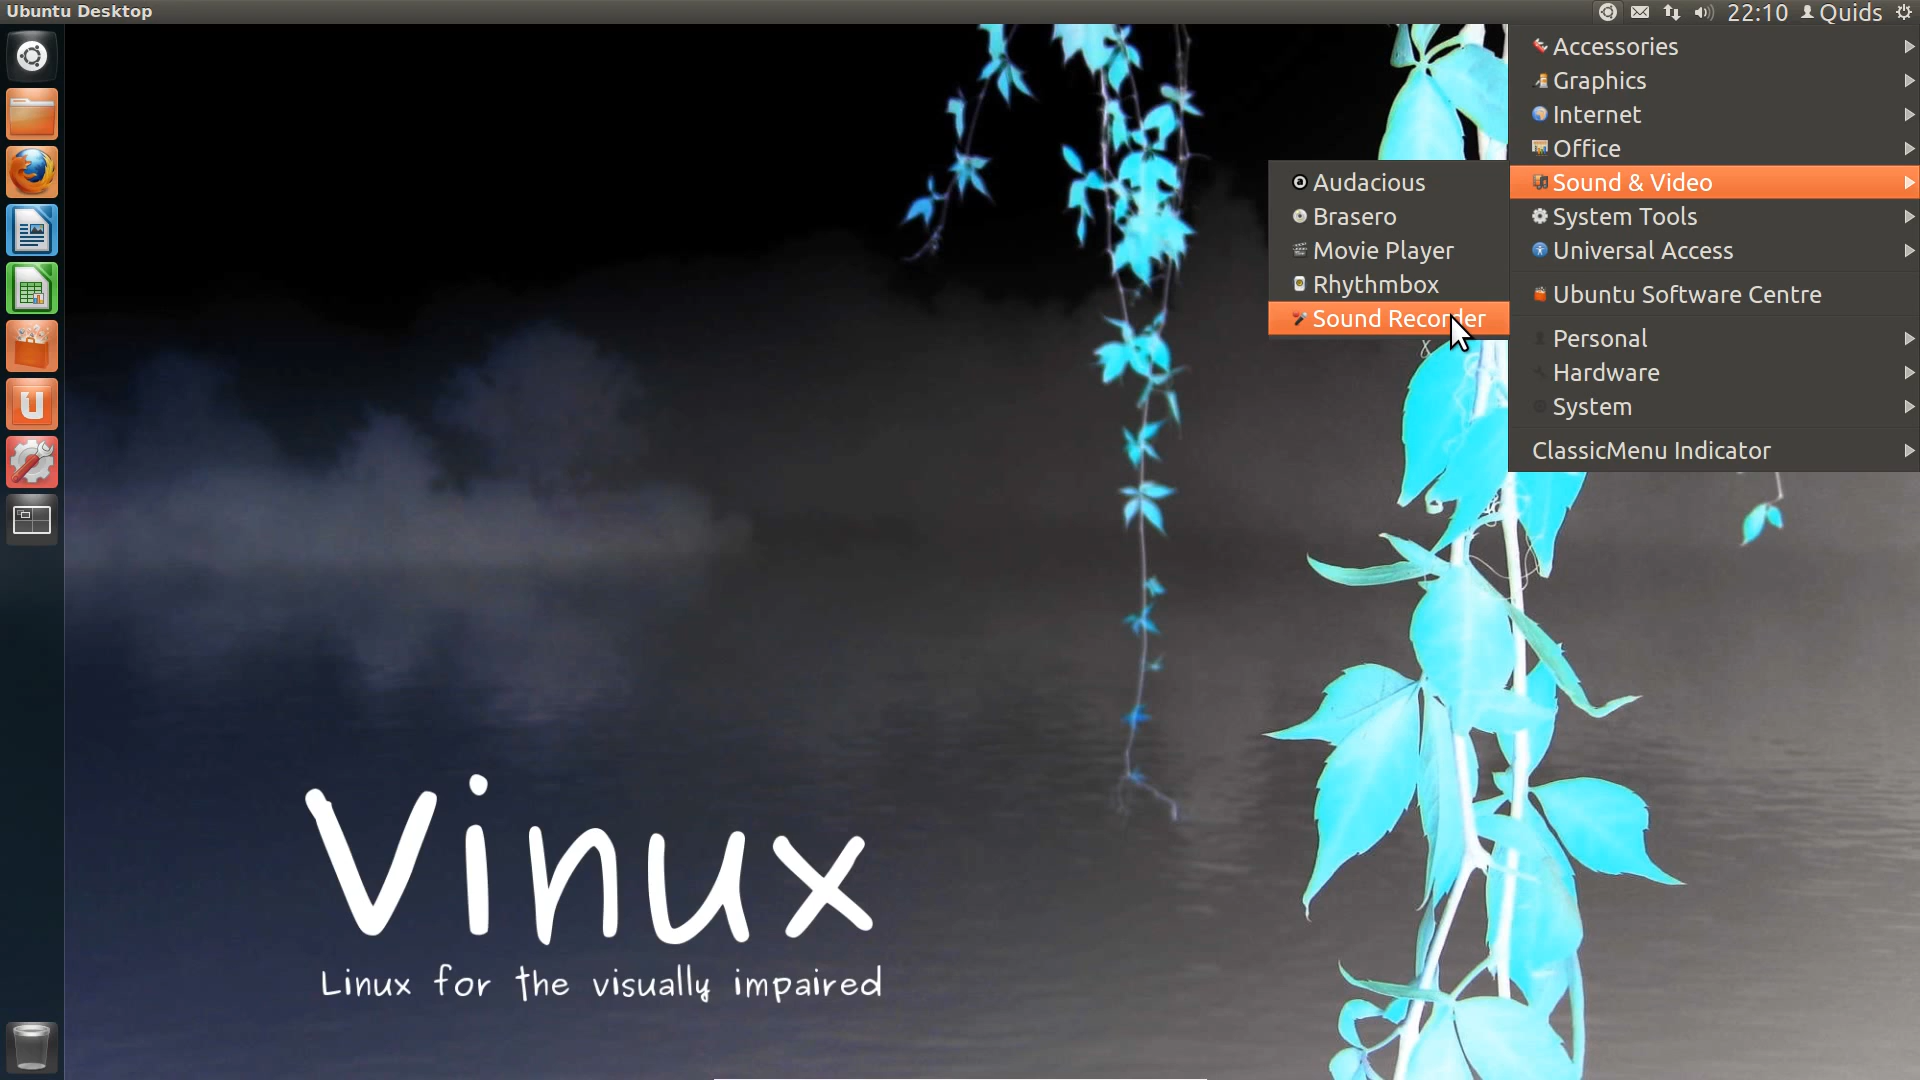 Ubuntu Desktop
22:10 Quids
Accessories
Graphics
Internet
Office
Sound & Video
System Tools
Universal Access
Ubuntu Software Centre
Personal
Hardware
System
ClassicMenu Indicator
Audacious
Brasero
Movie Player
Rhythmbox
Sound Recorder
Vinux
Linux for the visually impaired